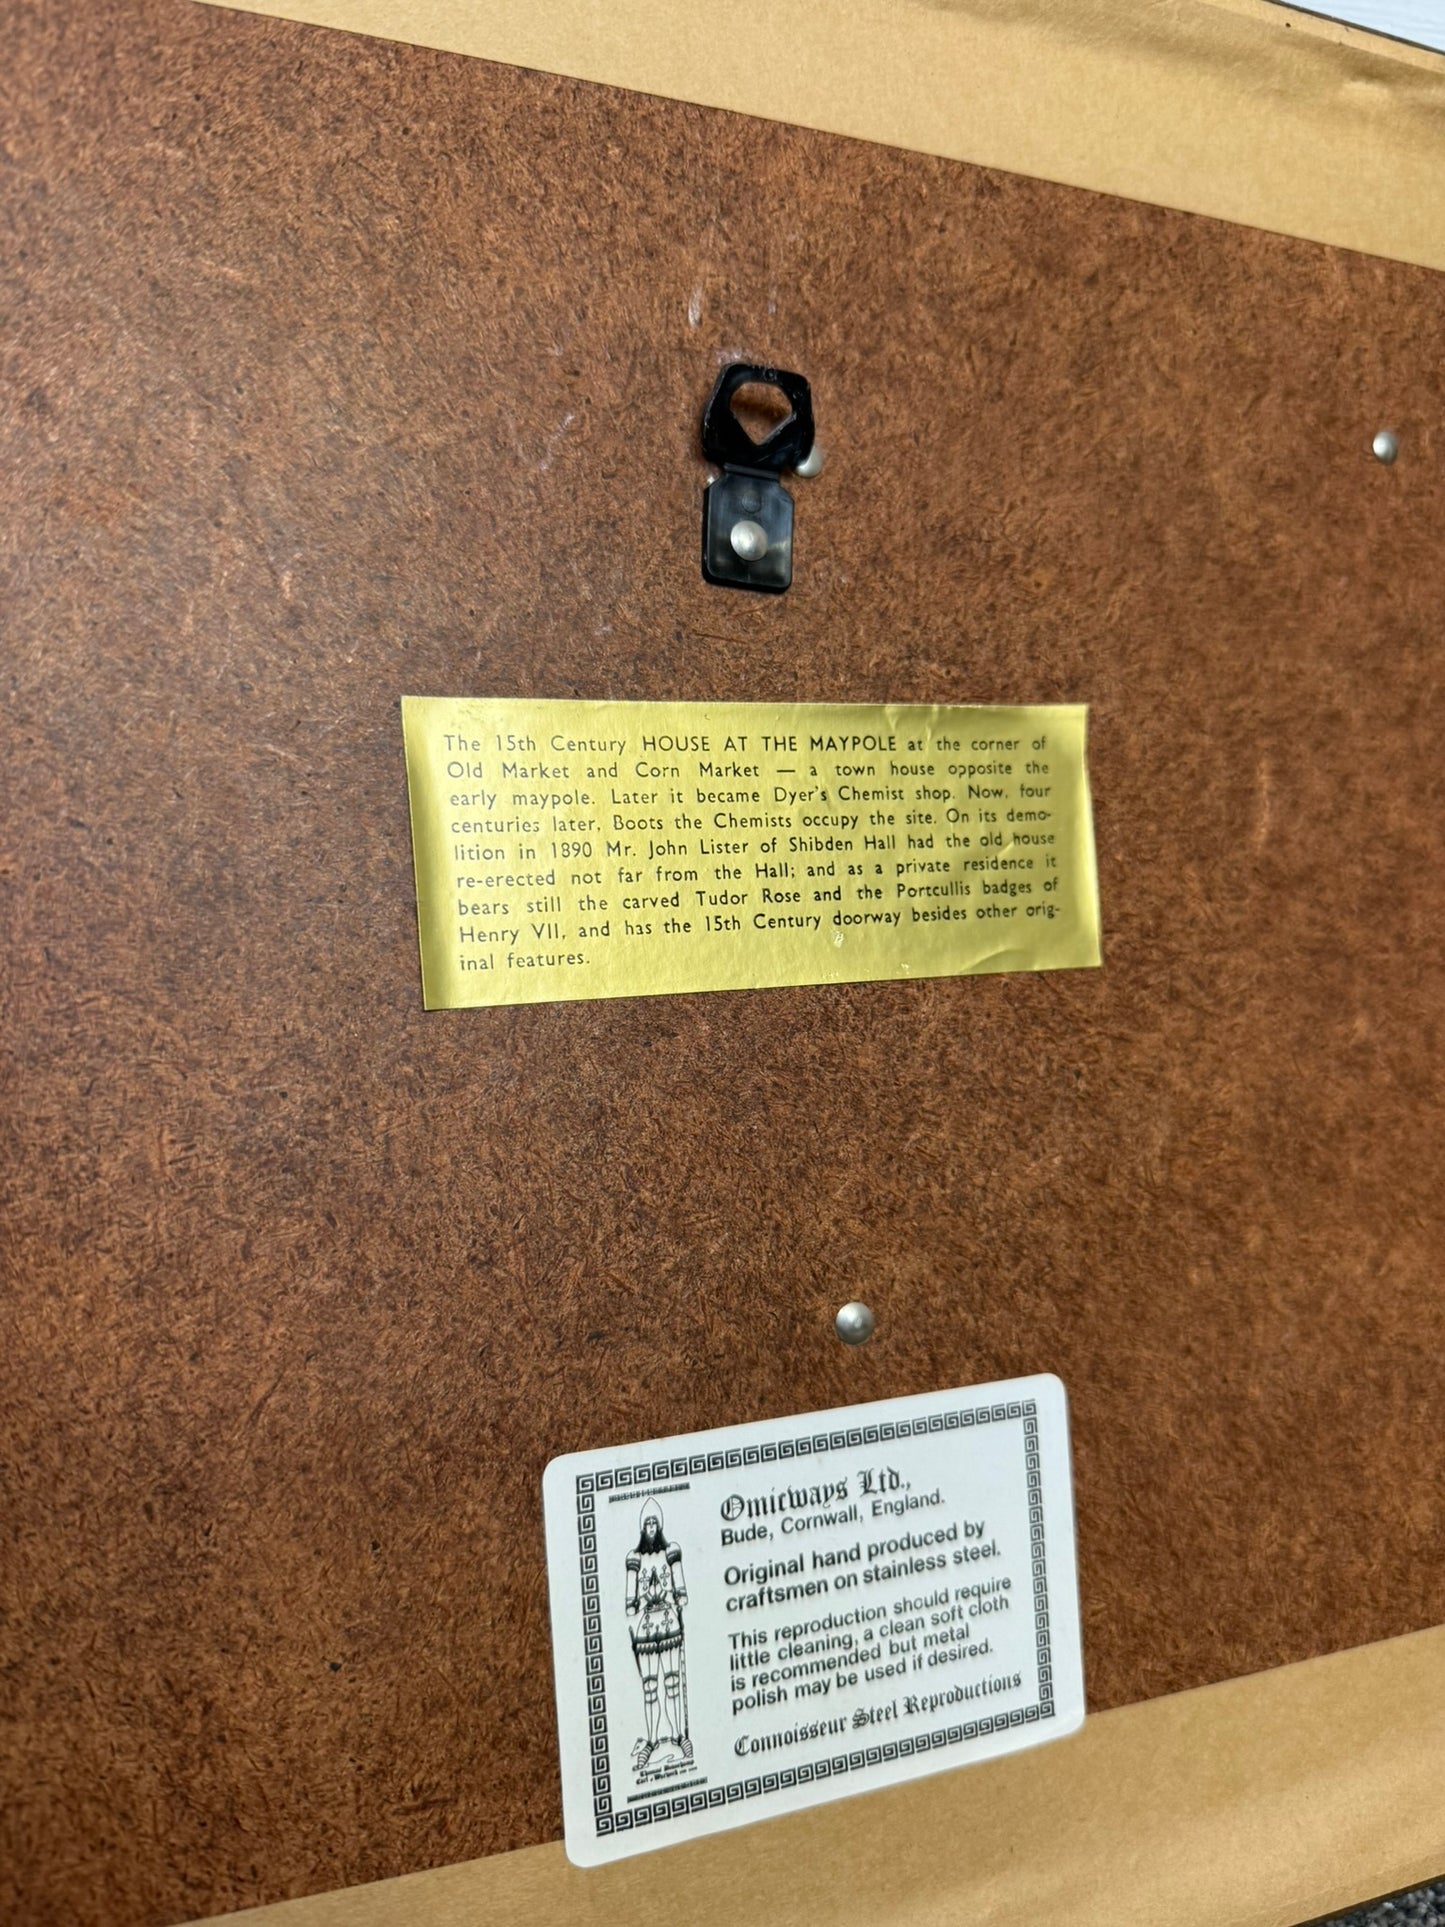 The 15th Century HOUSE AT THE MAYPOLE at the corner of
Old Market and Corn Market — a town house opposite the
early maypole. Later it became Dyer's Chemist shop. Now, four
centuries later, Boots the Chemists occupy the site. On its demo-
lition in 1890 Mr. John Lister of Shibden Hall had the old house
re-erected not far from the Hall; and as a private residence it
bears still the carved Tudor Rose and the Portcullis badges of
Henry VII, and has the 15th Century doorway besides other orig-
inal features.
Omicways Ltd.,
Bude, Cornwall, England.
Original hand produced by
craftsmen on stainless steel.
This reproduction should require
little cleaning, a clean soft cloth
is recommended but metal
polish may be used if desired.
Connoisseur Steel Reproductions
Thomas Beauchamp
Earl of Warwick